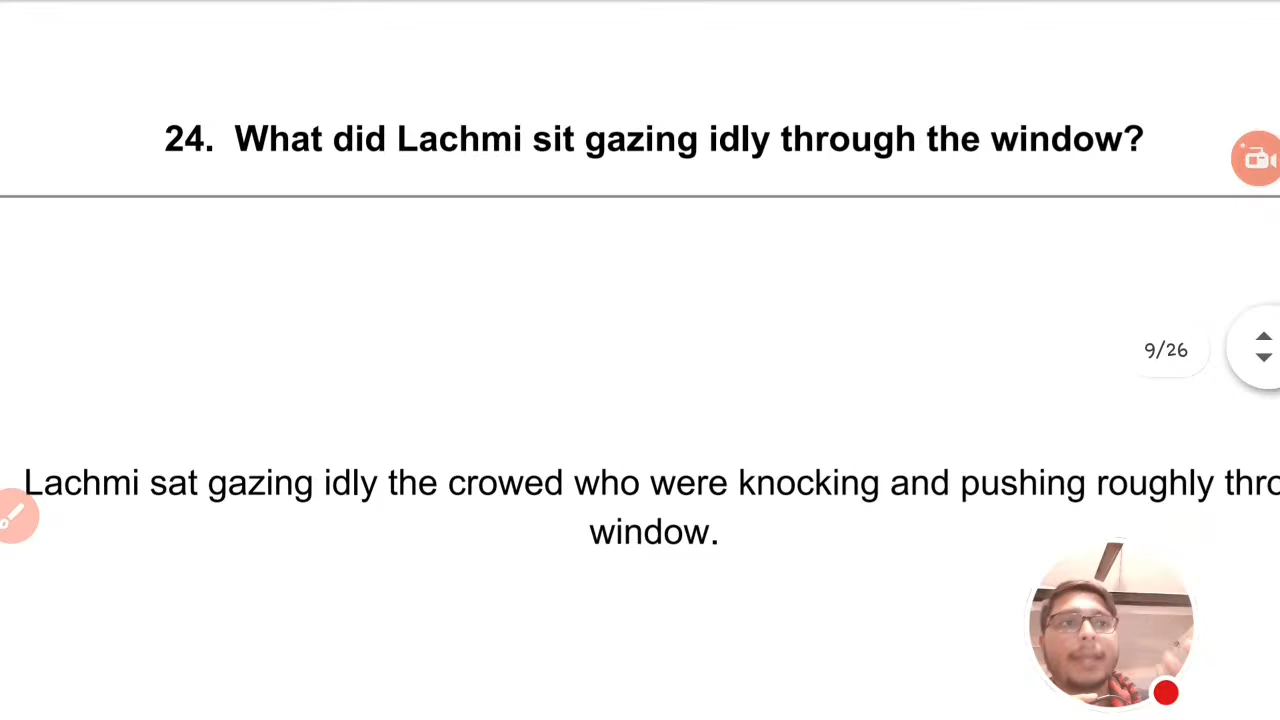 24. What did Lachmi sit gazing idly through the window?
9/26
Lachmi sat gazing idly the crowed who were knocking and pushing roughly thro
window.